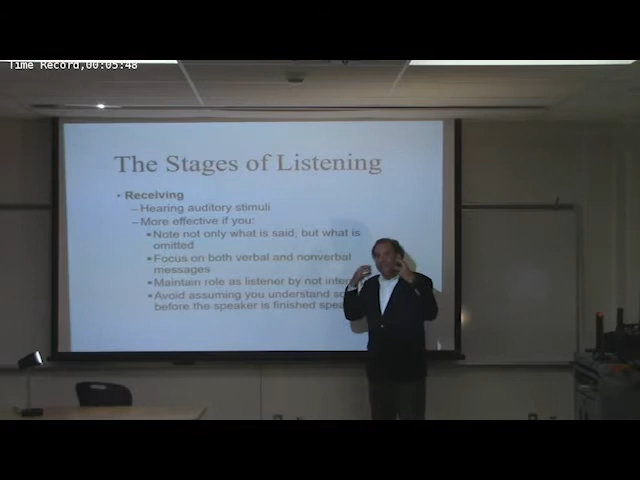 Time Record,00:05:48
The Stages of Listening
• Receiving
– Hearing auditory stimuli
– More effective if you:
▪ Note not only what is said, but what is
omitted
▪ Focus on both verbal and nonverbal
messages
▪ Maintain role as listener by not
▪ Avoid assuming you understand
before the speaker is finished